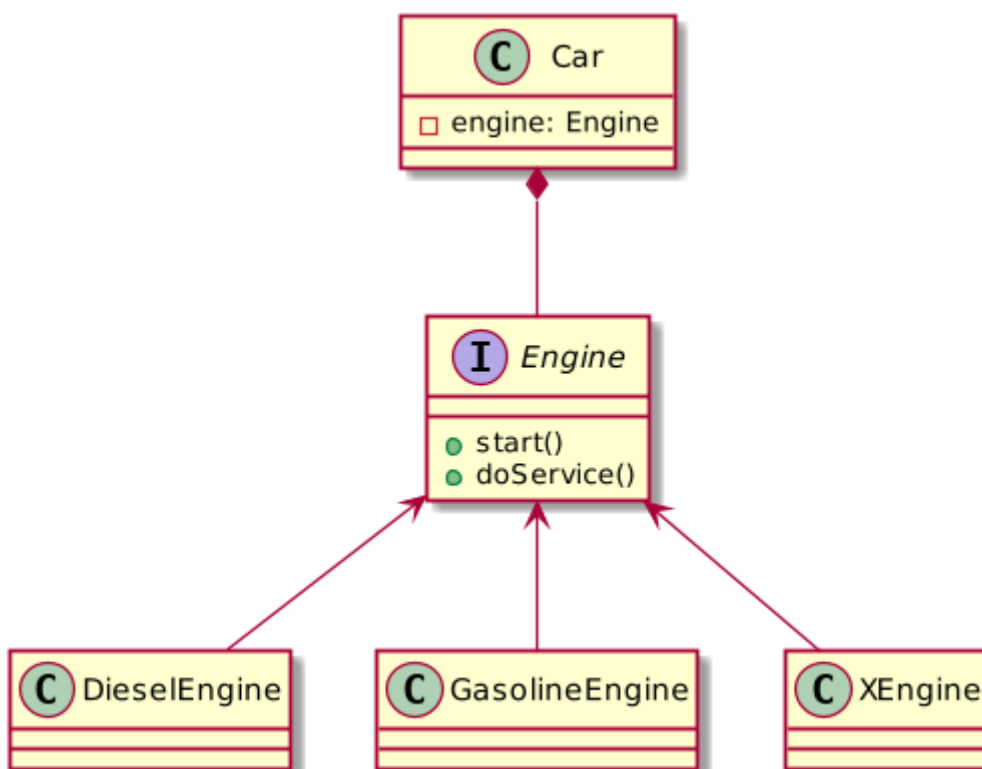 C Car
engine: Engine
I Engine
start()
doService()
C DieselEngine
C GasolineEngine
C XEngine